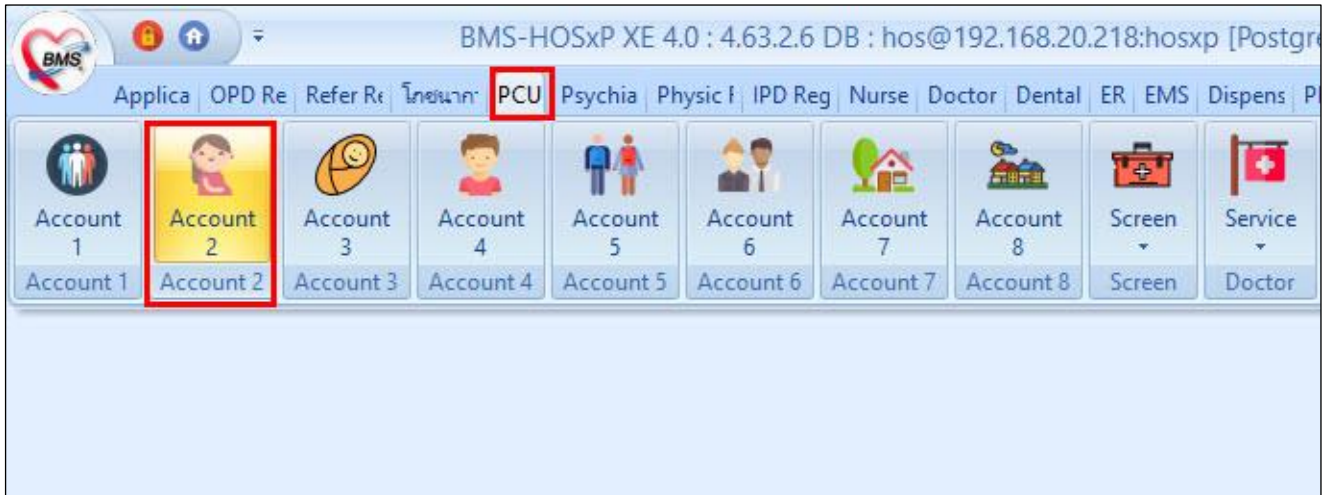 BMS
BMS-HOSxP XE 4.0 : 4.63.2.6 DB : hos@192.168.20.218:hosxp [Postgre
Applica OPD Re Refer Re โภชนาก PCU Psychia Physic F IPD Reg Nurse Doctor Dental ER EMS Dispens
Account 1 Account 2 Account 3 Account 4 Account 5 Account 6 Account 7 Account 8 Screen Service
Account 1 Account 2 Account 3 Account 4 Account 5 Account 6 Account 7 Account 8 Screen Doctor